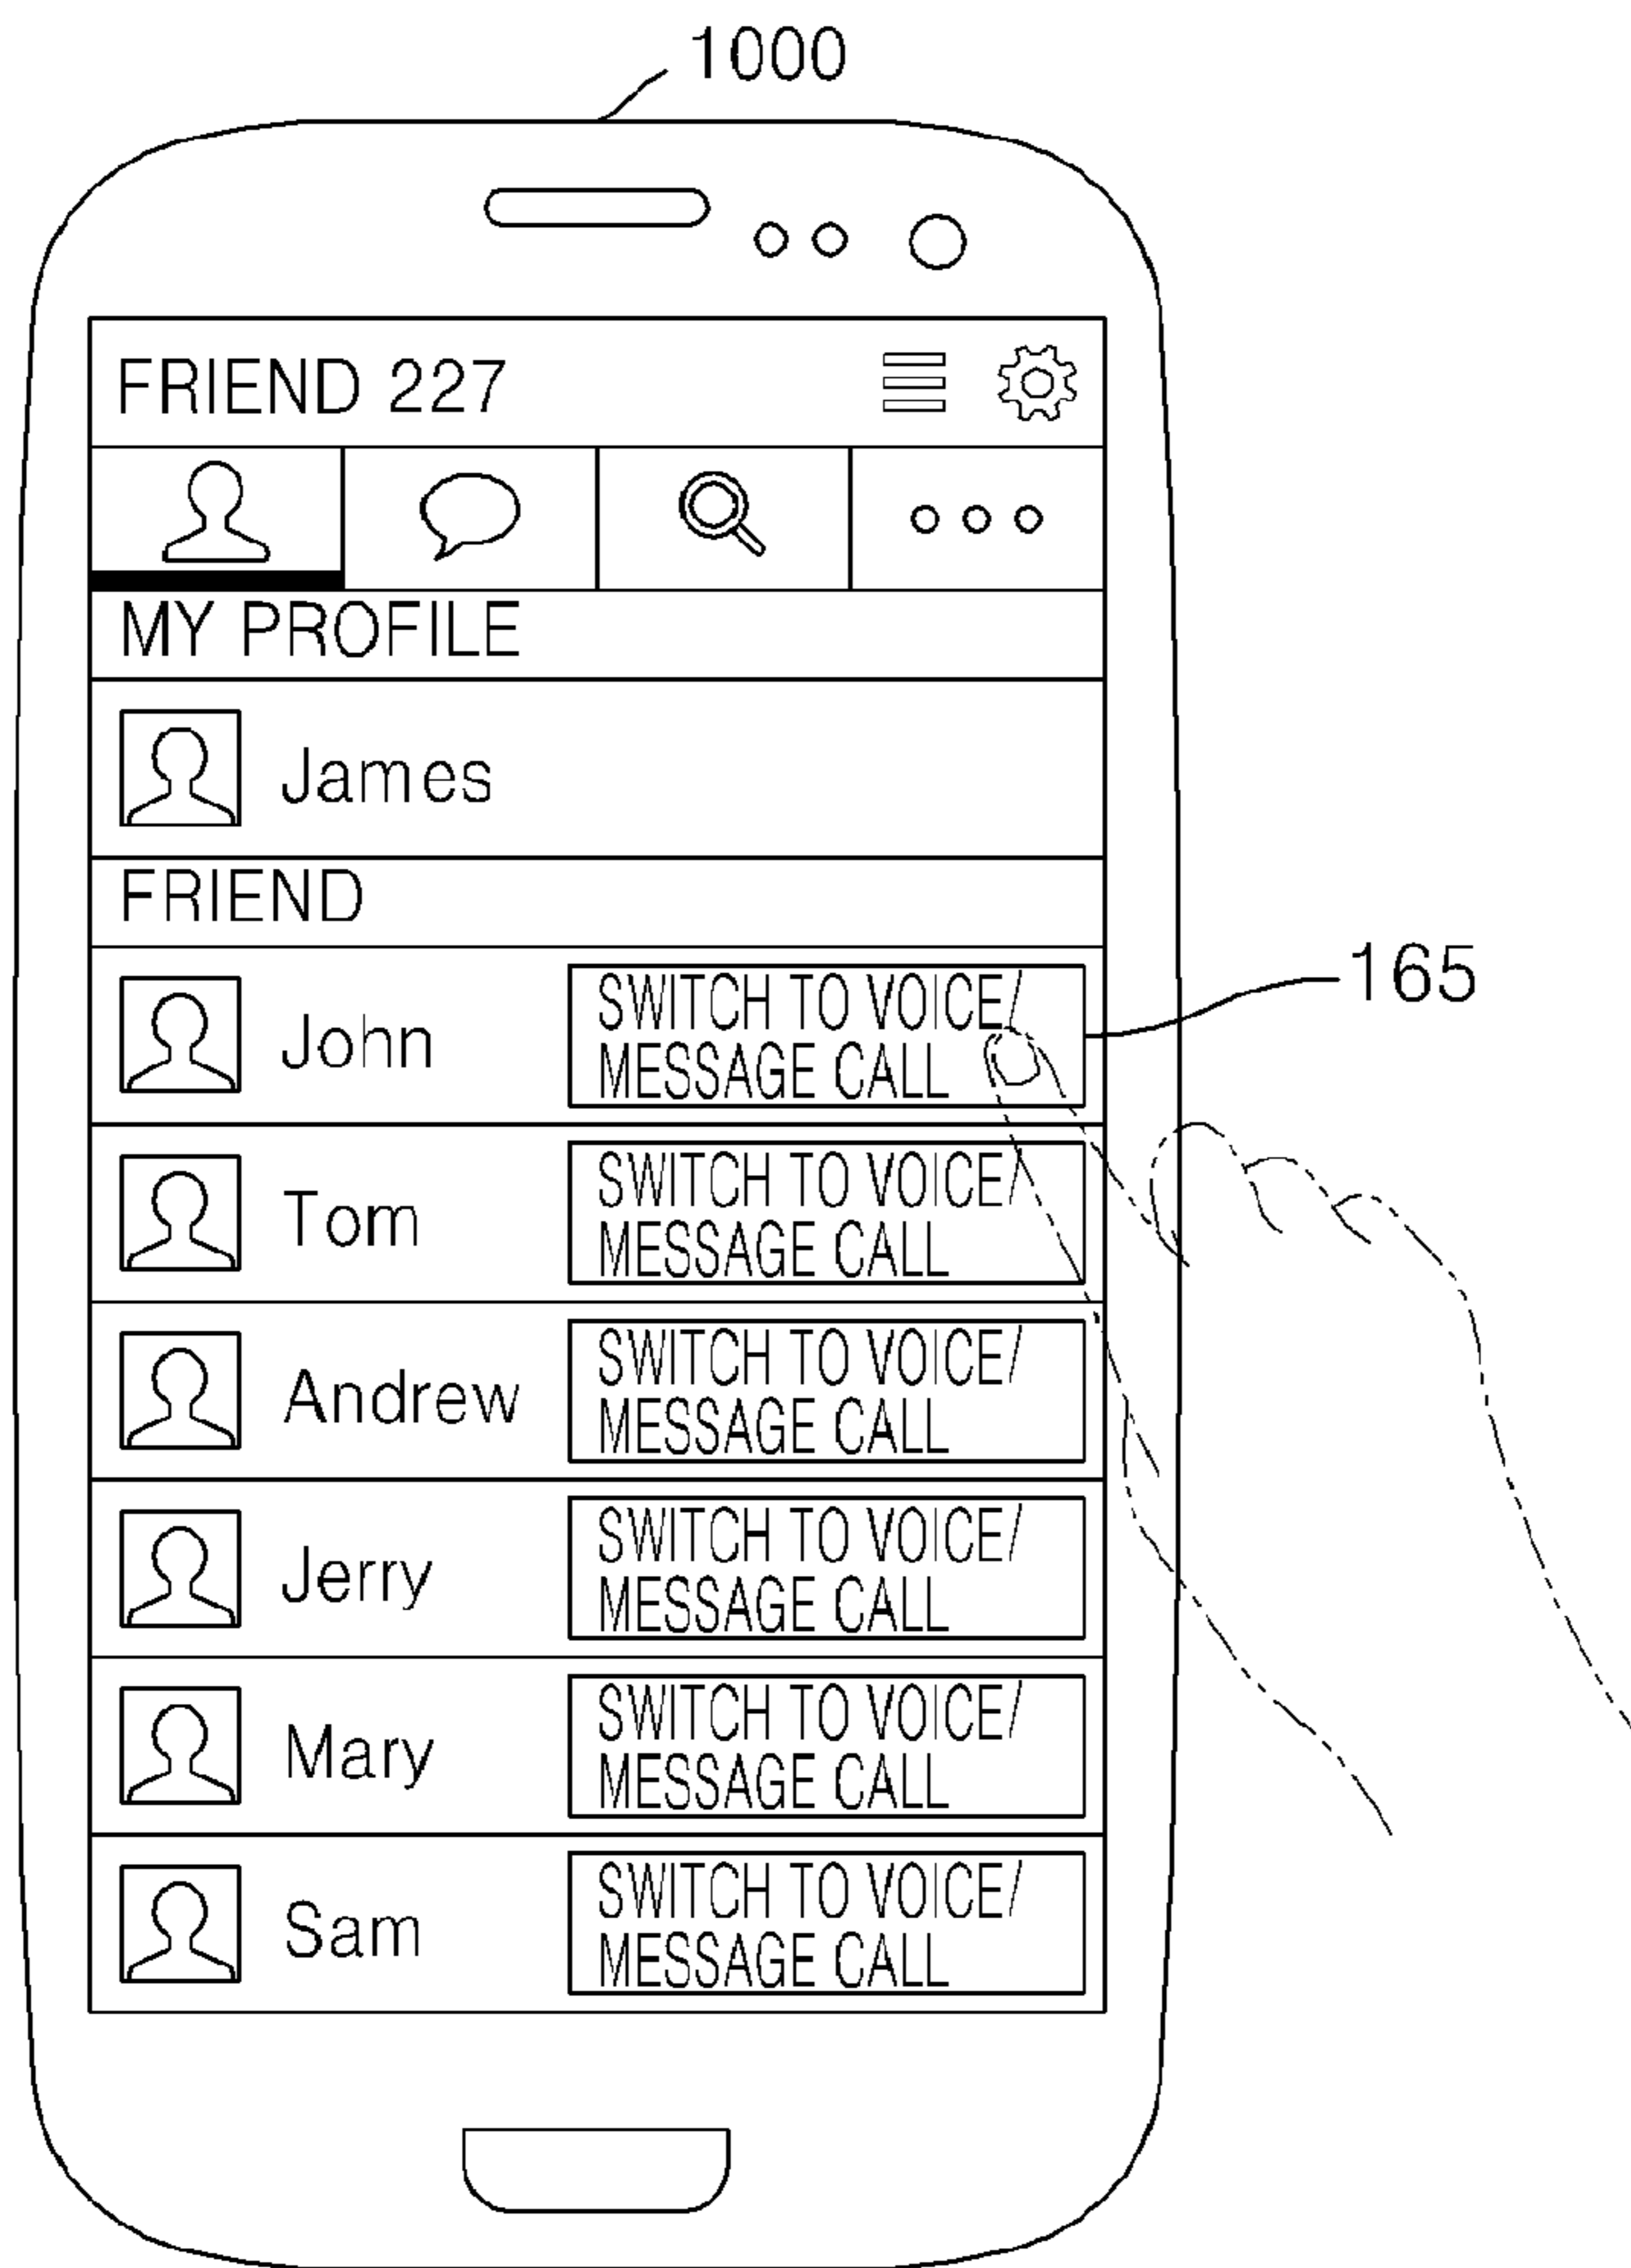 1000
FRIEND 227
MY PROFILE
James
FRIEND
John
SWITCH TO VOICE/
MESSAGE CALL
165
Tom
SWITCH TO VOICE/
MESSAGE CALL
Andrew
SWITCH TO VOICE/
MESSAGE CALL
Jerry
SWITCH TO VOICE/
MESSAGE CALL
Mary
SWITCH TO VOICE/
MESSAGE CALL
Sam
SWITCH TO VOICE/
MESSAGE CALL